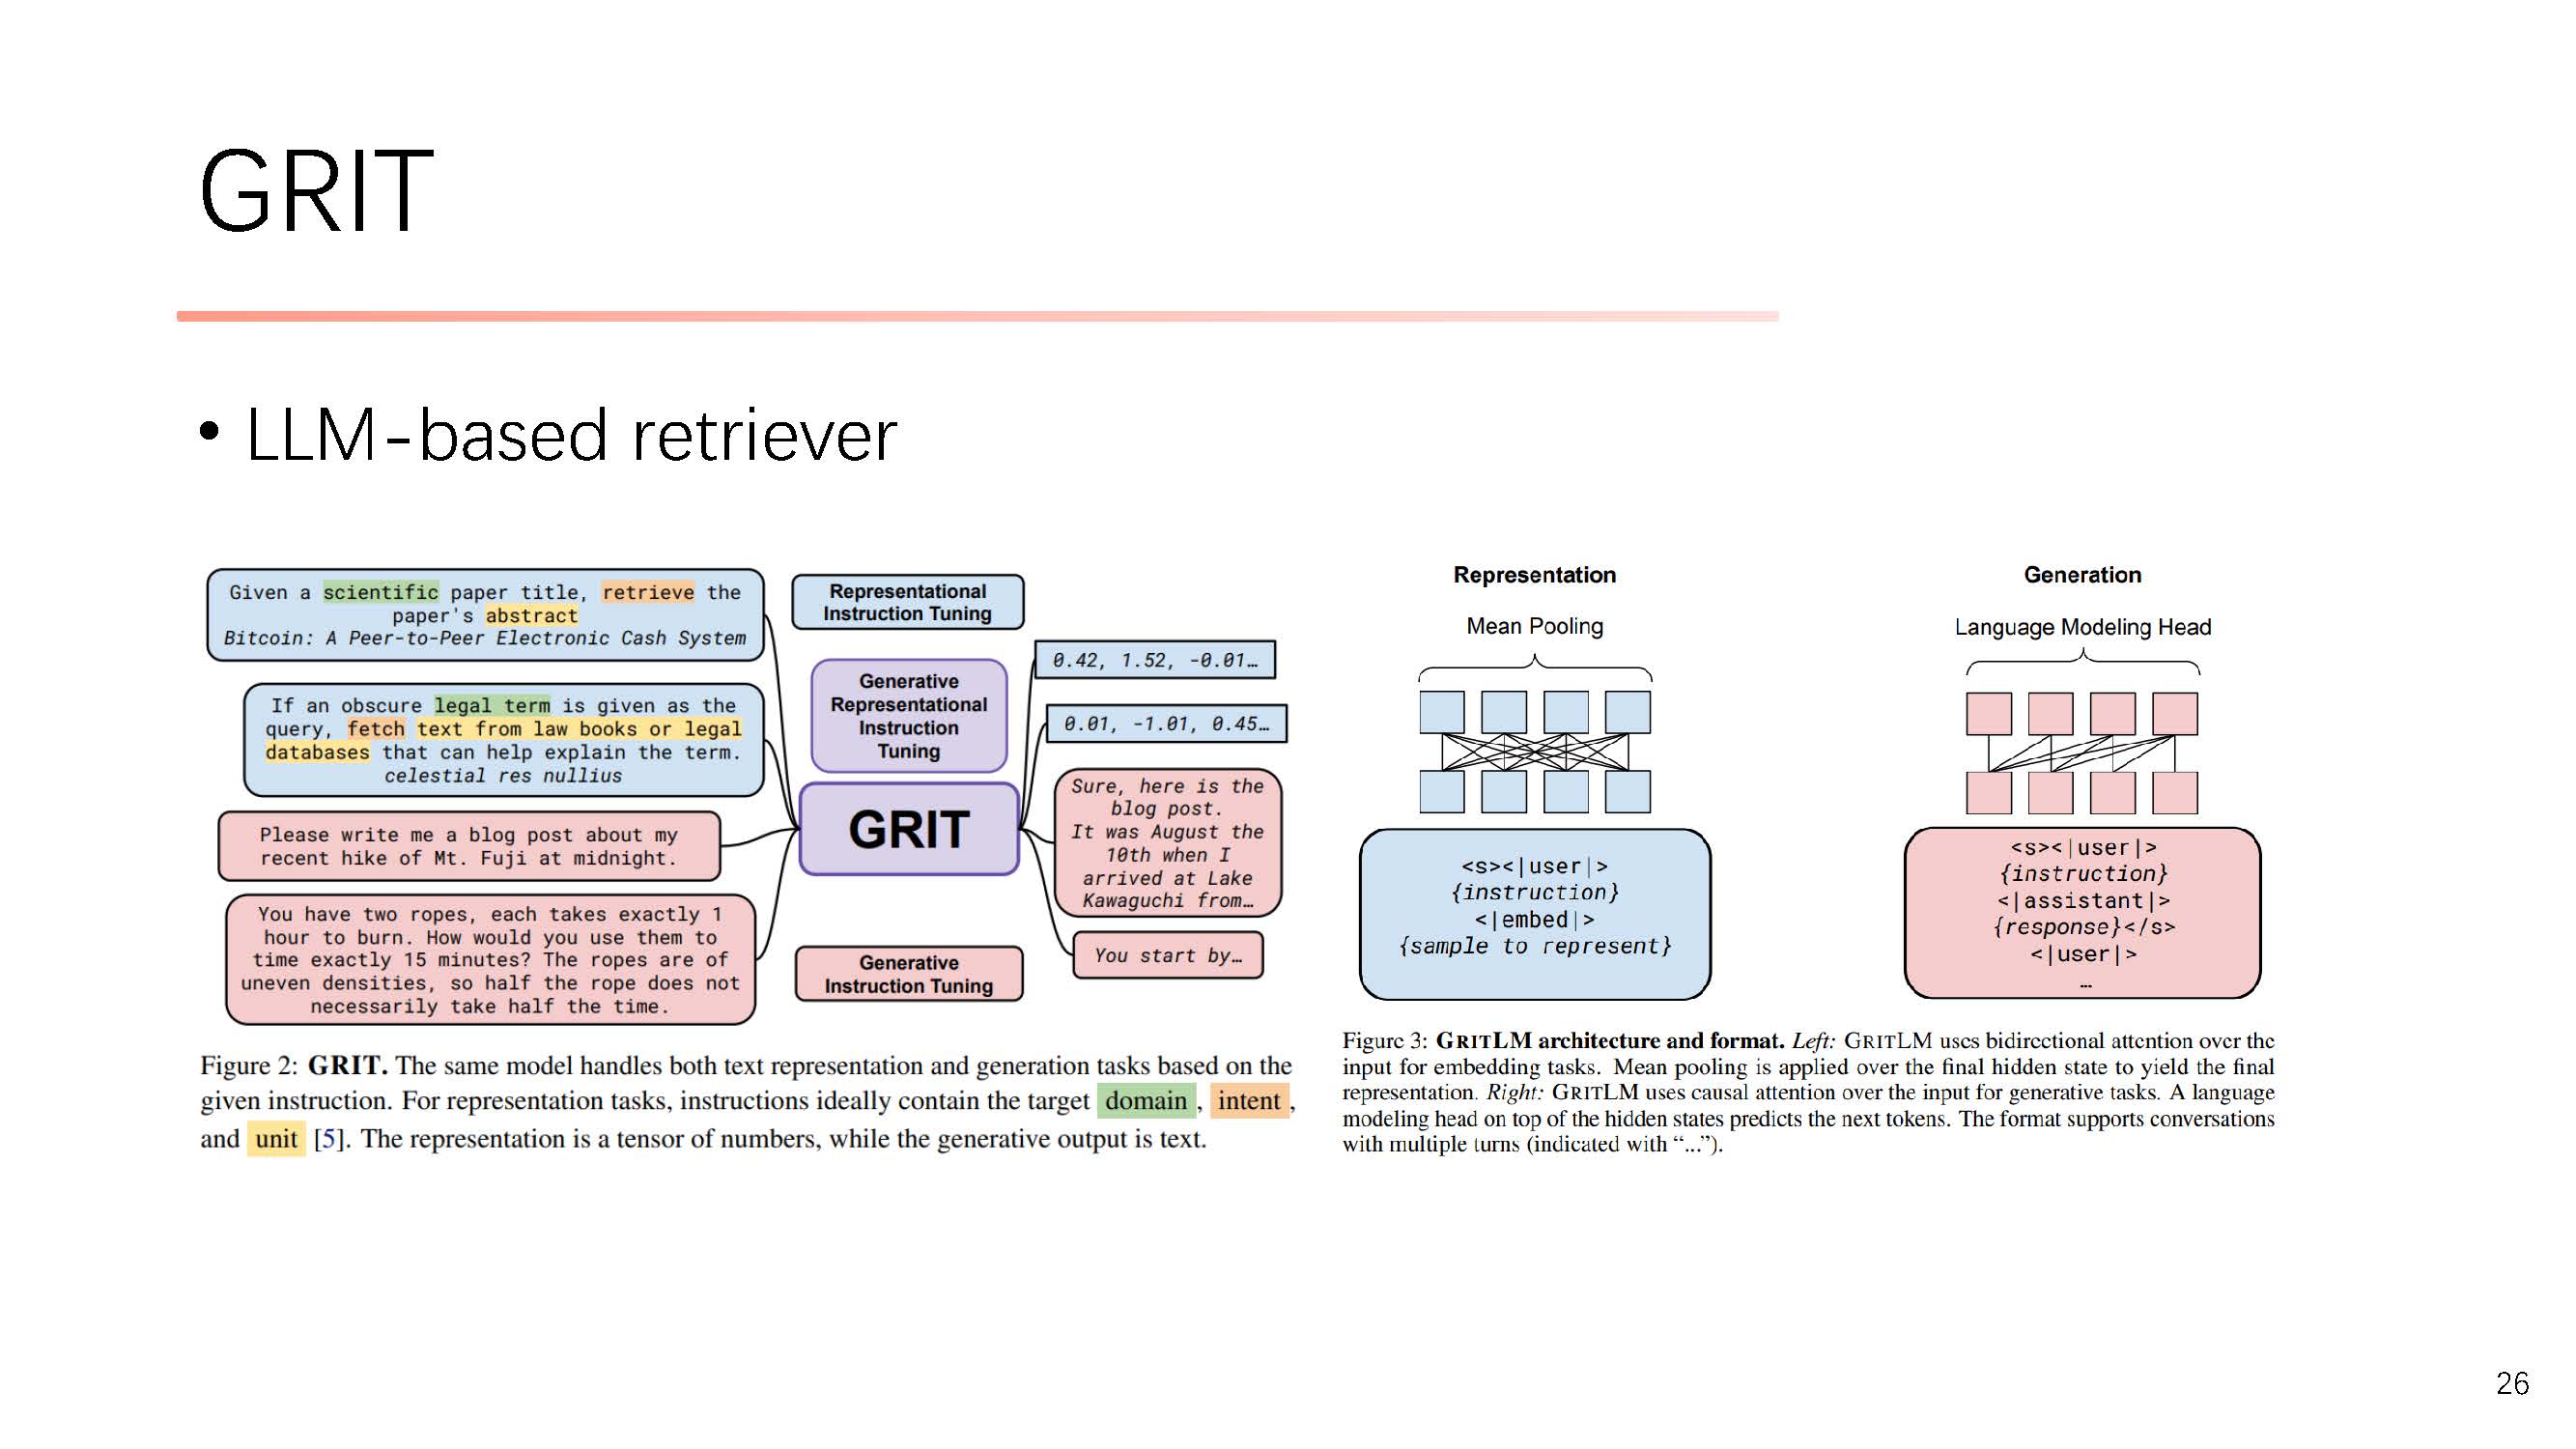 GRIT
• LLM-based retriever
Given a scientific paper title, retrieve the
paper's abstract
Bitcoin: A Peer-to-Peer Electronic Cash System
If an obscure legal term is given as the
query, fetch text from law books or legal
databases that can help explain the term.
celestial res nullius
Please write me a blog post about my
recent hike of Mt. Fuji at midnight.
You have two ropes, each takes exactly 1
hour to burn. How would you use them to
time exactly 15 minutes? The ropes are of
uneven densities, so half the rope does not
necessarily take half the time.
Representational
Instruction Tuning
Generative
Representational
Instruction
Tuning
GRIT
Generative
Instruction Tuning
0.42, 1.52, -0.01…
0.01, -1.01, 0.45…
Sure, here is the
blog post.
It was August the
10th when I
arrived at Lake
Kawaguchi from…
You start by…
Figure 2: GRIT. The same model handles both text representation and generation tasks based on the
given instruction. For representation tasks, instructions ideally contain the target domain, intent,
and unit [5]. The representation is a tensor of numbers, while the generative output is text.
Representation
Mean Pooling
<s><|user|>
{instruction}
<|embed|>
{sample to represent}
Generation
Language Modeling Head
<s><|user|>
{instruction}
<|assistant|>
{response}</s>
<|user|>
…
Figure 3: GRITLM architecture and format. Left: GRITLM uses bidirectional attention over the
input for embedding tasks. Mean pooling is applied over the final hidden state to yield the final
representation. Right: GRITLM uses causal attention over the input for generative tasks. A language
modeling head on top of the hidden states predicts the next tokens. The format supports conversations
with multiple turns (indicated with “...”).
26